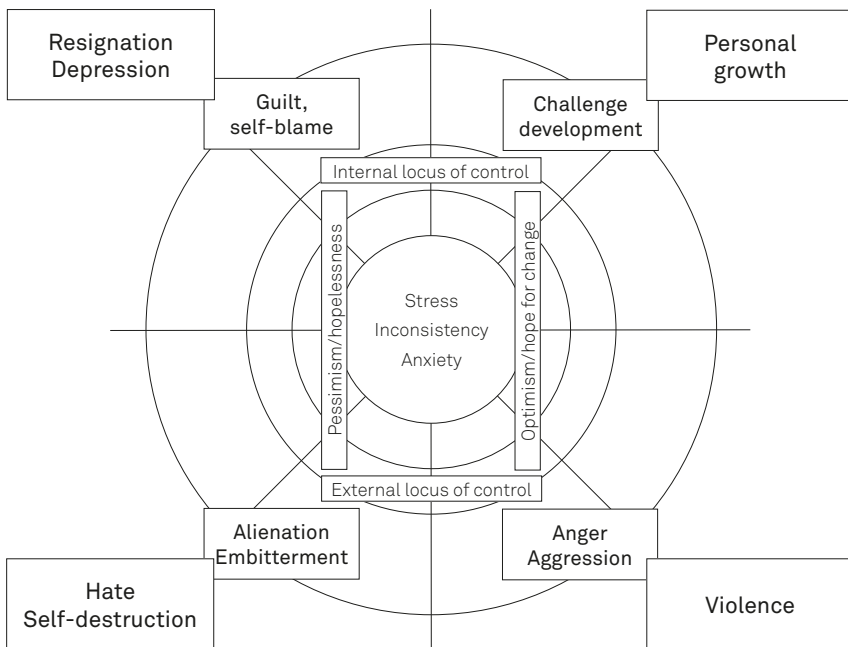 Resignation
Depression
Personal
growth
Guilt,
self-blame
Challenge
development
Internal locus of control
Pessimism/hopelessness
Optimism/hope for change
Stress
Inconsistency
Anxiety
External locus of control
Alienation
Embitterment
Anger
Aggression
Hate
Self-destruction
Violence